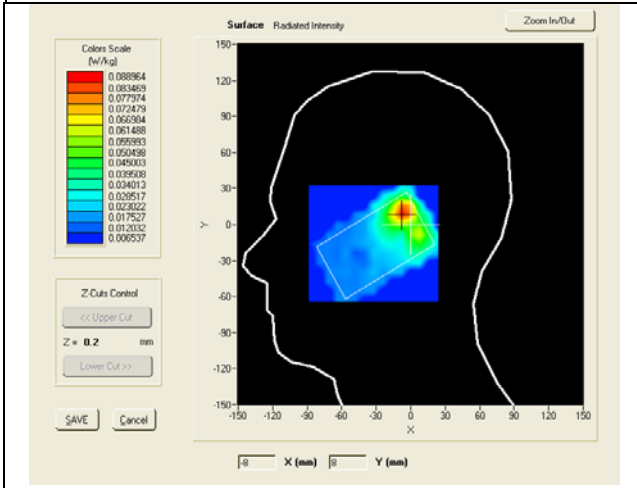 Surface Radiated Intensity
Zoom In/Out
Colors Scale
(W/kg)
0.088964
0.083469
0.077974
0.072479
0.066984
0.061488
0.055993
0.050498
0.045003
0.039508
0.034013
0.028517
0.023022
0.017527
0.012032
0.006537
Z-Cuts Control
<< Upper Cut
Z = 0.2 mm
Lower Cut >>
SAVE Cancel
150
120
90
60
30
0
-30
-60
-90
-120
-150
Y
-150 -120 -90 -60 -30 0 30 60 90 120 150
X
-8 X (mm) 8 Y (mm)